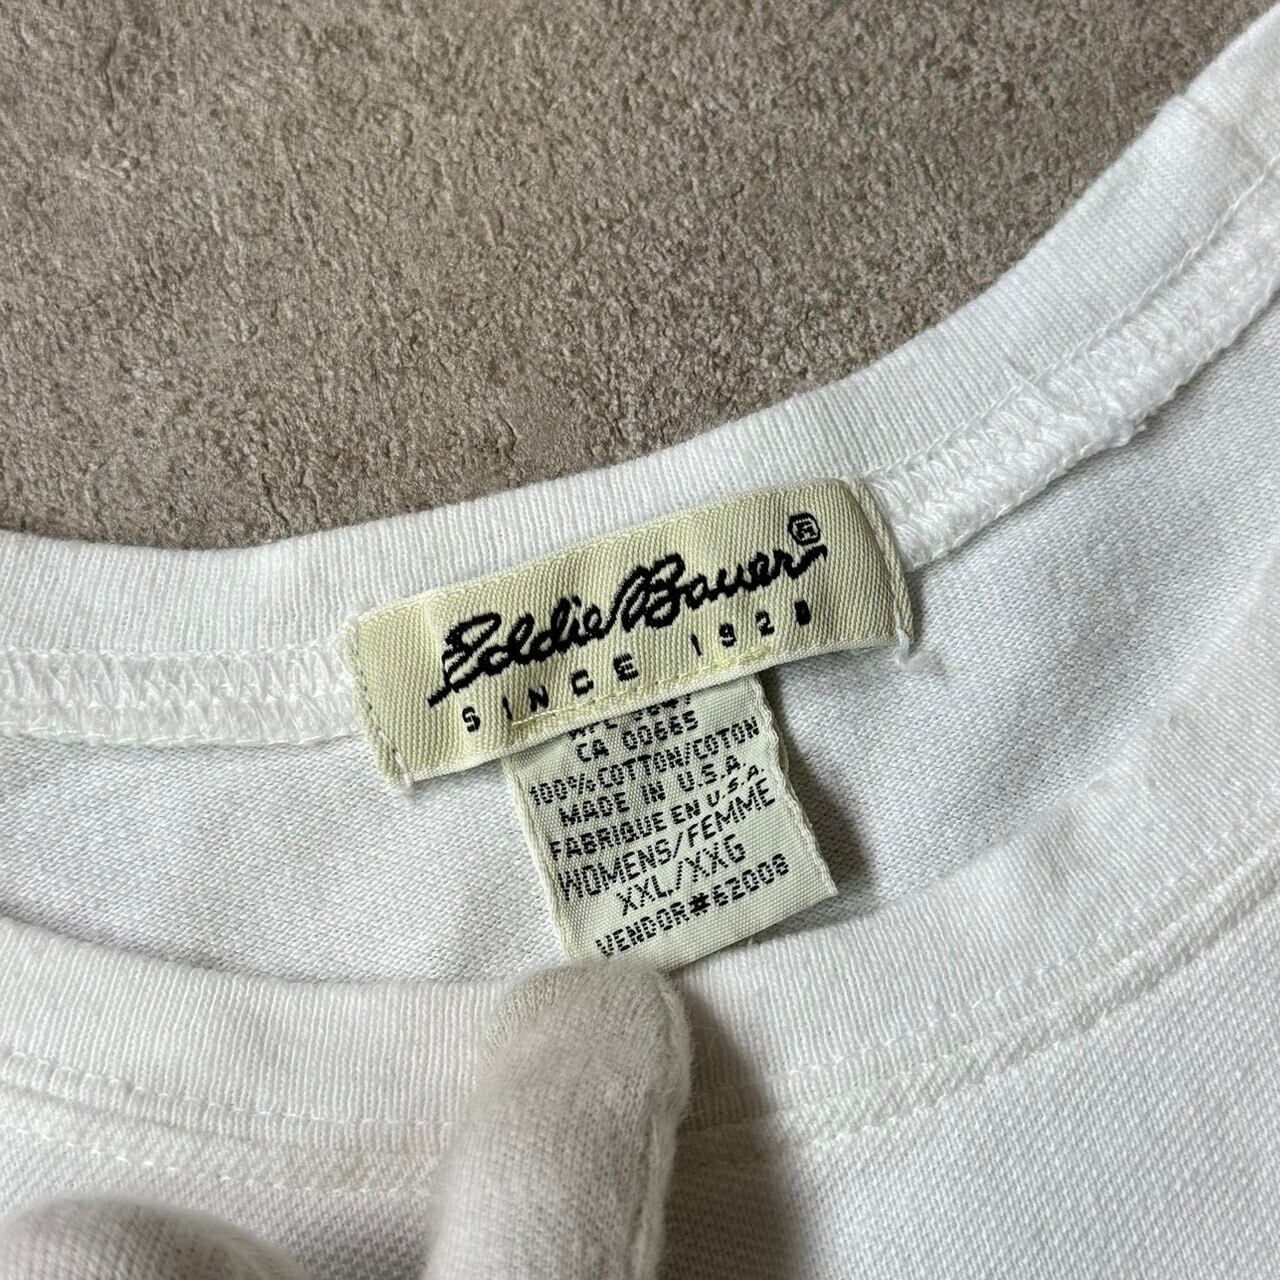 Eddie Bauer®
SINCE 1920
CA 00665
100% COTTON/COTON
MADE IN U.S.A.
FABRIQUE EN U.S.A.
WOMENS/FEMME
XXL/XXG
VENDOR#62008